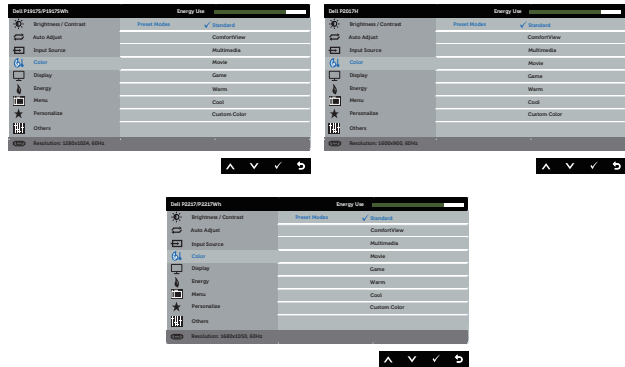 Dell P1917S/P1917SWh Energy Use
Brightness / Contrast Preset Modes ✓ Standard
Auto Adjust ComfortView
Input Source Multimedia
Color Movie
Display Game
Energy Warm
Menu Cool
Personalize Custom Color
Others
Resolution: 1280x1024, 60Hz
Dell P2017H Energy Use
Brightness / Contrast Preset Modes ✓ Standard
Auto Adjust ComfortView
Input Source Multimedia
Color Movie
Display Game
Energy Warm
Menu Cool
Personalize Custom Color
Others
Resolution: 1600x900, 60Hz
Dell P2217/P2217Wh Energy Use
Brightness / Contrast Preset Modes ✓ Standard
Auto Adjust ComfortView
Input Source Multimedia
Color Movie
Display Game
Energy Warm
Menu Cool
Personalize Custom Color
Others
Resolution: 1680x1050, 60Hz